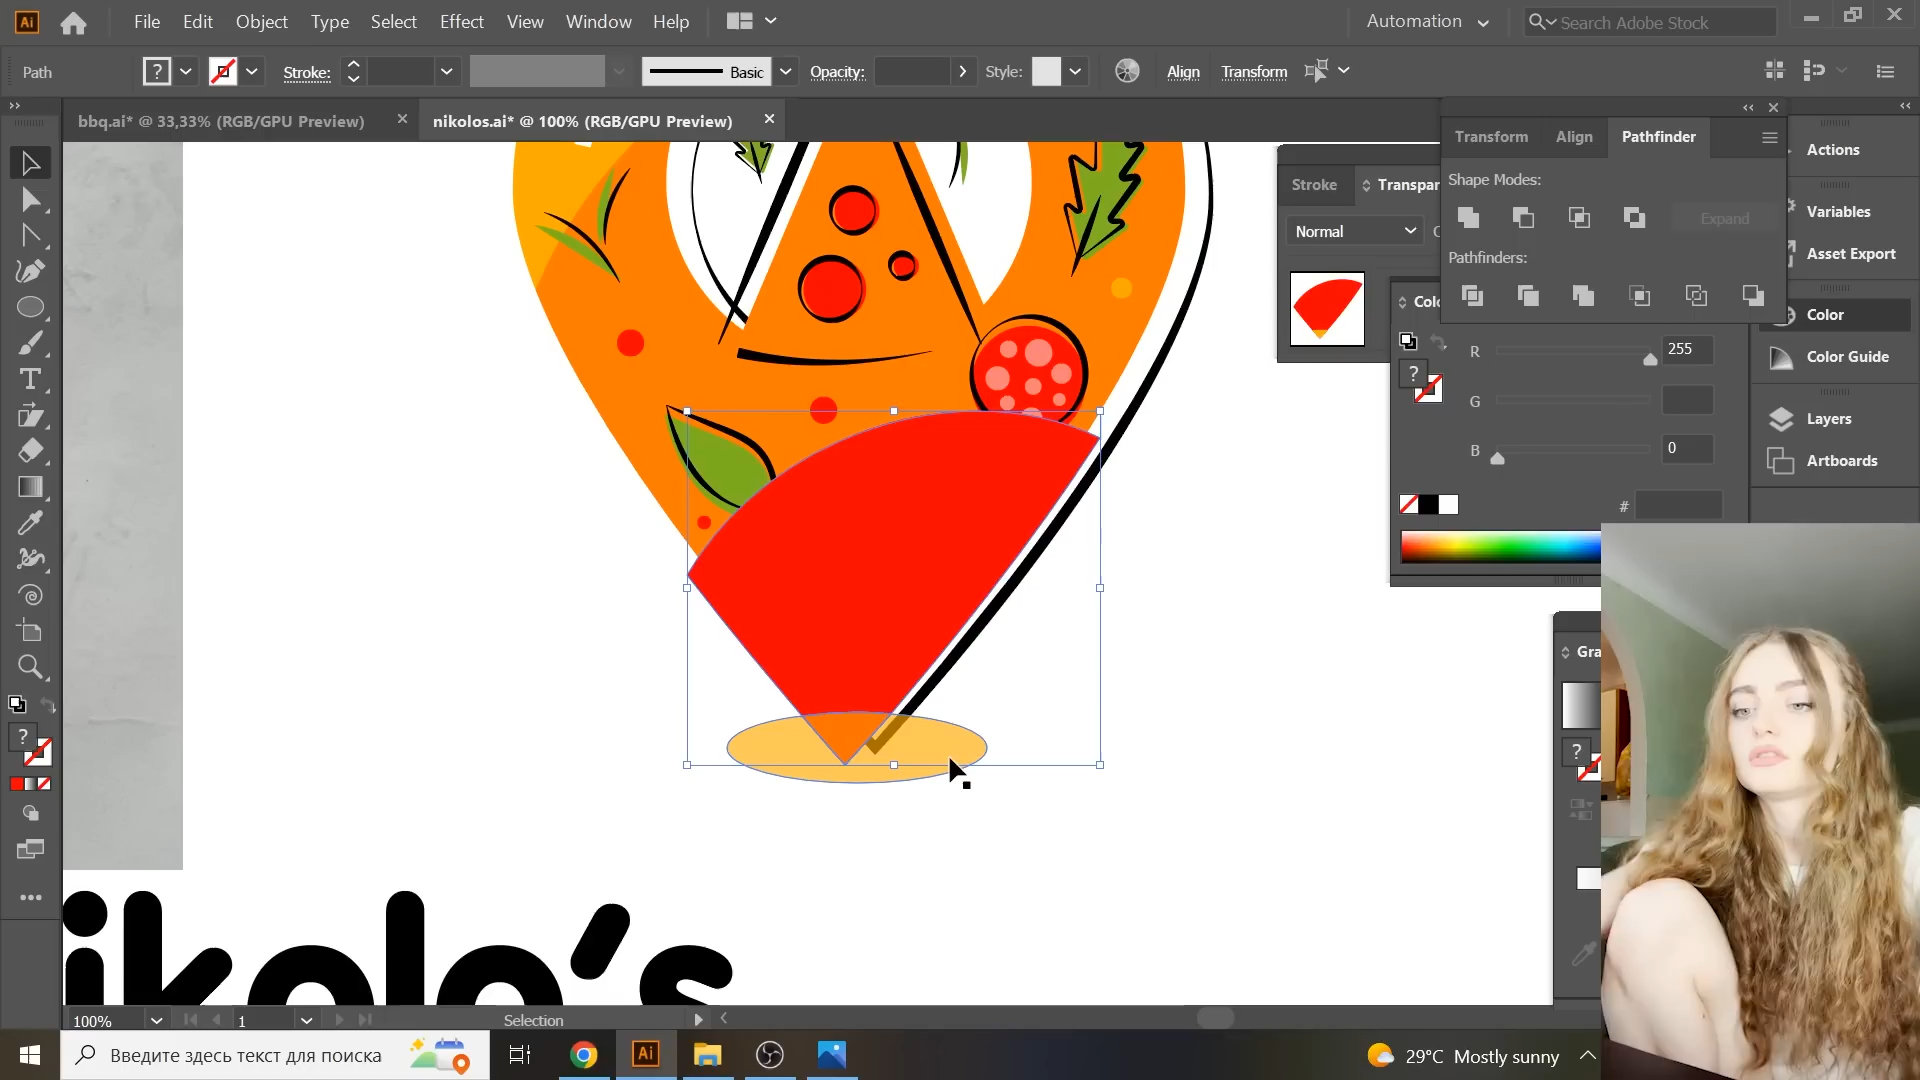 Ai File Edit Object Type Select Effect View Window Help Automation Search Adobe Stock
Path ? Stroke: Basic Opacity: Style: Align Transform
bbq.ai* @ 33,33% (RGB/GPU Preview) nikolos.ai* @ 100% (RGB/GPU Preview)
Transform Align Pathfinder
Shape Modes:
Expand
Pathfinders:
Stroke Transpar
Normal
Colo
R 255
G
B 0
?
#
Actions
Variables
Asset Export
Color
Color Guide
Layers
Artboards
Gra
?
?
T
ikolo's
100% 1 Selection
Введите здесь текст для поиска Ai 29°C Mostly sunny